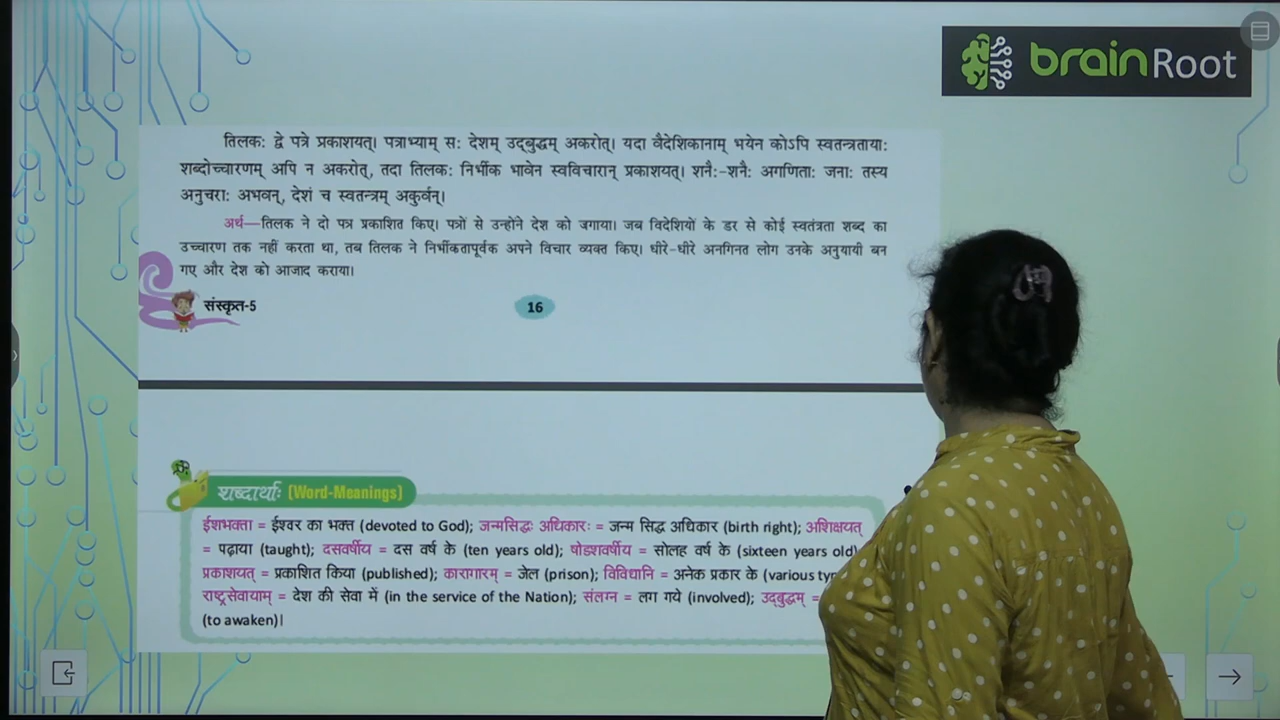 brainRoot
तिलकः द्वे पत्रे प्रकाशयत्। पत्राभ्याम् सः देशम् उद्‌बुद्धम् अकरोत्। यदा वैदेशिकानाम् भयेन कोऽपि स्वतन्त्रतायाः
शब्दोच्चारणम् अपि न अकरोत्, तदा तिलकः निर्भीक भावेन स्वविचारान् प्रकाशयत्। शनैः-शनैः अगणिताः जनाः तस्य
अनुचराः अभवन्, देशं च स्वतन्त्रम् अकुर्वन्।
अर्थ—तिलक ने दो पत्र प्रकाशित किए। पत्रों से उन्होंने देश को जगाया। जब विदेशियों के डर से कोई स्वतंत्रता शब्द का
उच्चारण तक नहीं करता था, तब तिलक ने निर्भीकतापूर्वक अपने विचार व्यक्त किए। धीरे-धीरे अनगिनत लोग उनके अनुयायी बन
गए और देश को आजाद कराया।
संस्कृत-5
16
शब्दार्थाः (Word-Meanings)
ईशभक्ता = ईश्वर का भक्त (devoted to God); जन्मसिद्धः अधिकारः = जन्म सिद्ध अधिकार (birth right); अशिक्षयत्
= पढ़ाया (taught); दसवर्षीय = दस वर्ष के (ten years old); षोडशवर्षीय = सोलह वर्ष के (sixteen years old)
प्रकाशयत् = प्रकाशित किया (published); कारागारम् = जेल (prison); विविधानि = अनेक प्रकार के (various
राष्ट्रसेवायाम् = देश की सेवा में (in the service of the Nation); संलग्न = लग गये (involved); उद्‌बुद्धम् =
(to awaken)।